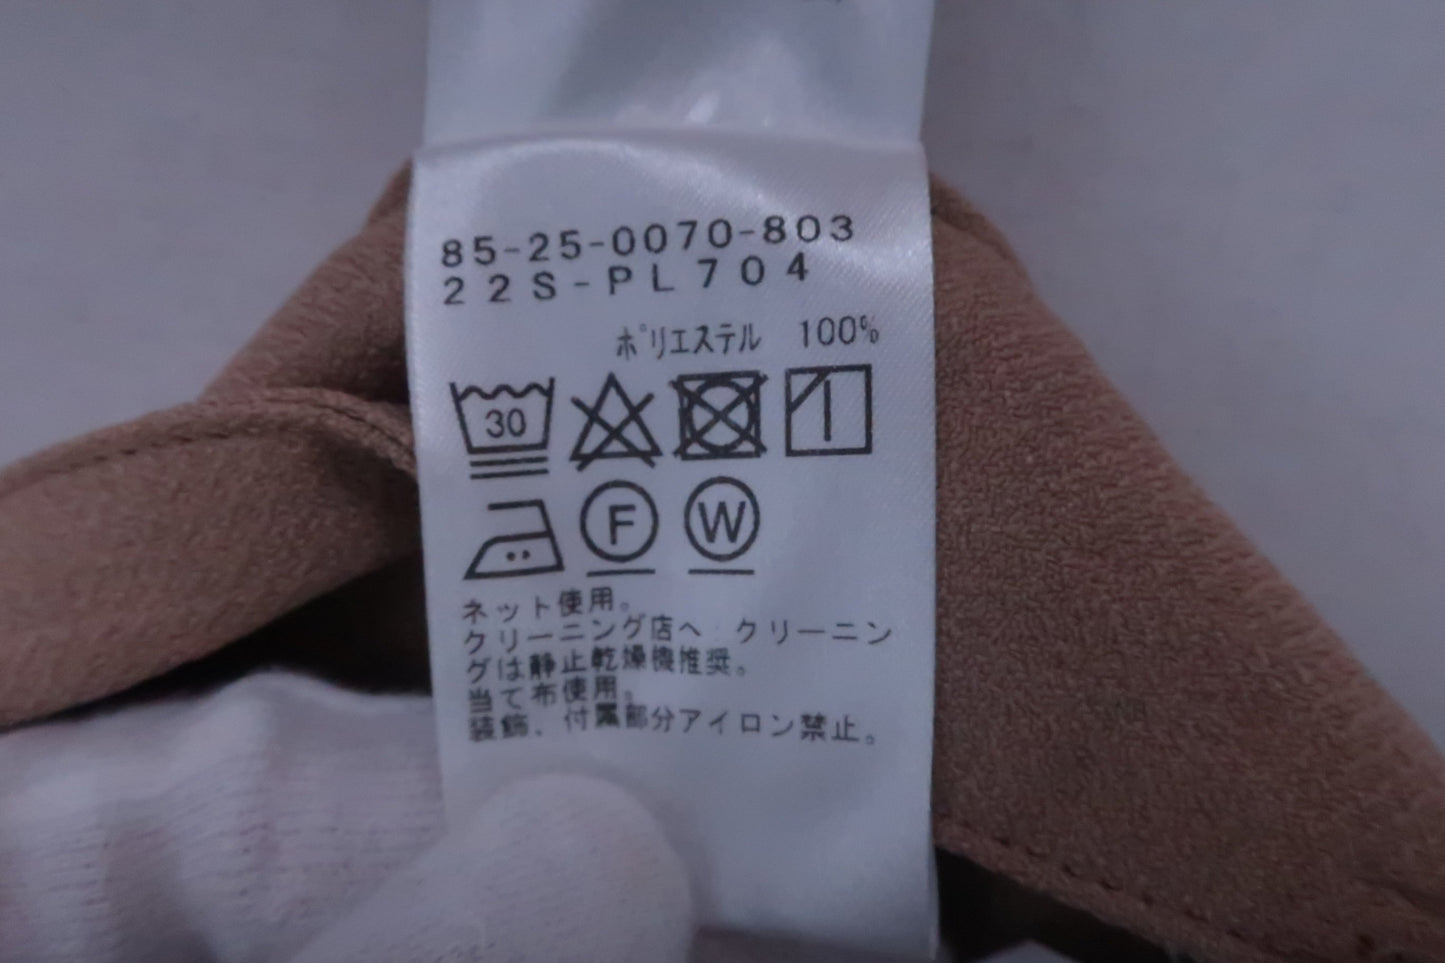 85-25-0070-803
22S-PL704
ポリエステル 100%
30
F W
ネット使用。
クリーニング店へ クリーニン
グは静止乾燥機推奨。
当て布使用。
装飾、付属部分アイロン禁止。